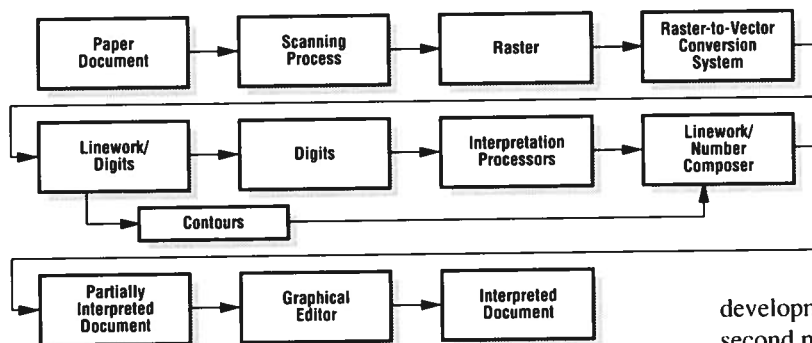 Paper
Document
Scanning
Process
Raster
Raster-to-Vector
Conversion
System
Linework/
Digits
Digits
Interpretation
Processors
Linework/
Number
Composer
Contours
Partially
Interpreted
Document
Graphical
Editor
Interpreted
Document
second